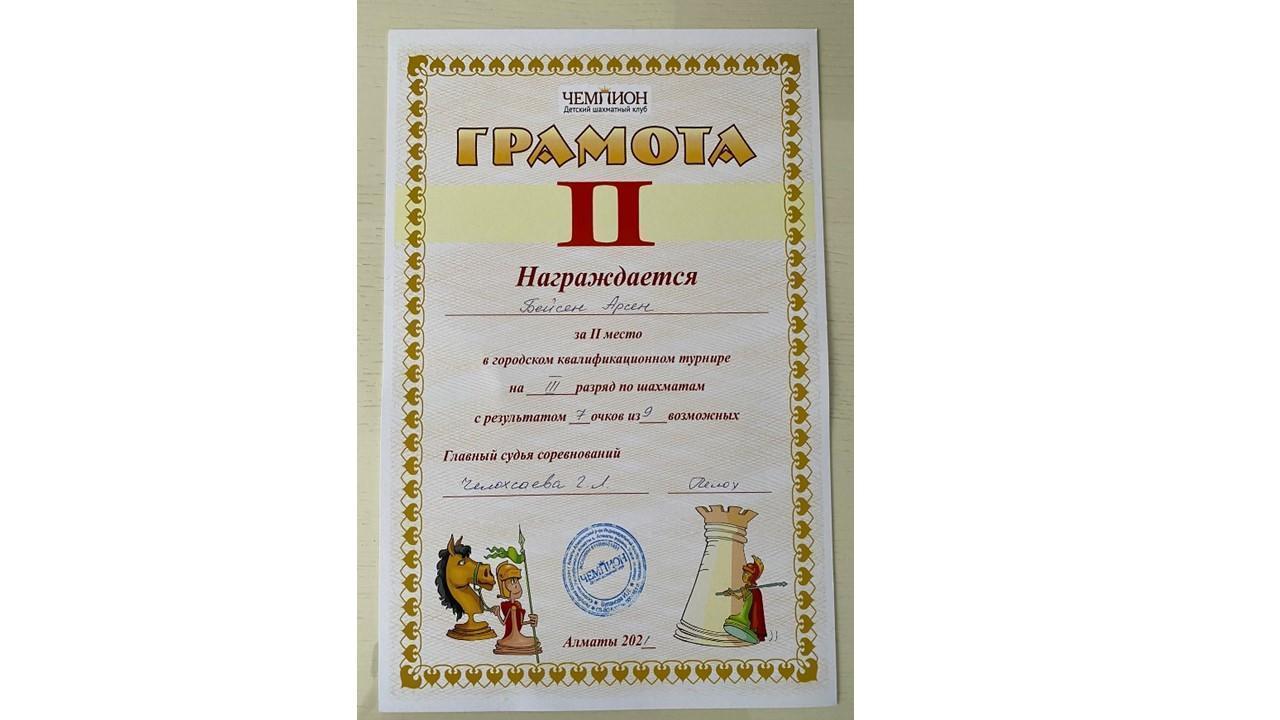 ЧЕМПИОН
Детский шахматный клуб
ГРАМОТА
II
Награждается
Бейсен Арсен
за II место
в городском квалификационном турнире
на III разряд по шахматам
с результатом 7 очков из 9 возможных
Главный судья соревнований
Челохсаева Г.Л.
ЧЕМПИОН
Алматы 2021